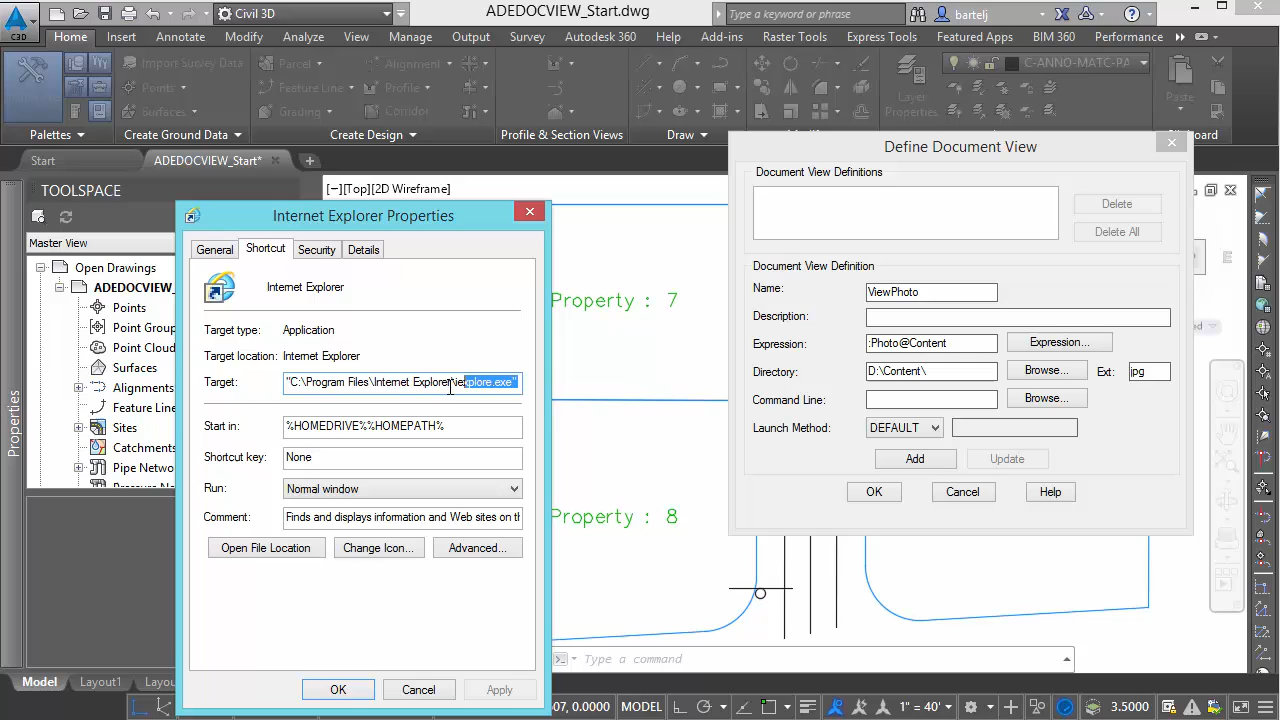 Civil 3D
ADEDOCVIEW_Start.dwg
Type a keyword or phrase
bartelj
C3D
Home
Insert
Annotate
Modify
Analyze
View
Manage
Output
Survey
Autodesk 360
Help
Add-ins
Raster Tools
Express Tools
Featured Apps
BIM 360
Performance
Import Survey Data
Points
Surfaces
Parcel
Feature Line
Grading
Alignment
Profile
Corridor
Layer
Properties
C-ANNO-MATC-PA
Paste
Palettes
Create Ground Data
Create Design
Profile & Section Views
Draw
Clipboard
Start
ADEDOCVIEW_Start*
TOOLSPACE
Master View
Open Drawings
ADEDOCVIEW_
Points
Point Group
Point Cloud
Surfaces
Alignments
Feature Line
Sites
Catchments
Pipe Netwo
Properties
[−][Top][2D Wireframe]
Property : 7
Property : 8
Internet Explorer Properties
General
Shortcut
Security
Details
Internet Explorer
Target type: Application
Target location: Internet Explorer
Target: "C:\Program Files\Internet Explorer\iexplore.exe"
Start in: %HOMEDRIVE%%HOMEPATH%
Shortcut key: None
Run: Normal window
Comment: Finds and displays information and Web sites on th
Open File Location
Change Icon...
Advanced...
OK
Cancel
Apply
Define Document View
Document View Definitions
Delete
Delete All
Document View Definition
Name: ViewPhoto
Description:
Expression: :Photo@Content Expression...
Directory: D:\Content\ Browse... Ext: jpg
Command Line: Browse...
Launch Method: DEFAULT
Add
Update
OK
Cancel
Help
Type a command
Model
Layout1
Layou
07, 0.0000
MODEL
1" = 40'
3.5000